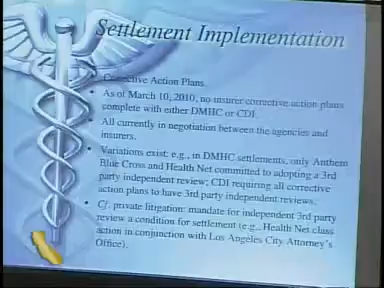 Settlement Implementation
• Corrective Action Plans
• As of March 10, 2010, no insurer corrective action plans
complete with either DMHC or CDI.
• All currently in negotiation between the agencies and
insurers.
• Variations exist: e.g., in DMHC settlements, only Anthem
Blue Cross and Health Net committed to adopting a 3rd
party independent review; CDI requiring all corrective
action plans to have 3rd party independent reviews.
• Cf. private litigation: mandate for independent 3rd party
review a condition for settlement (e.g., Health Net class
action in conjunction with Los Angeles City Attorney's
Office).